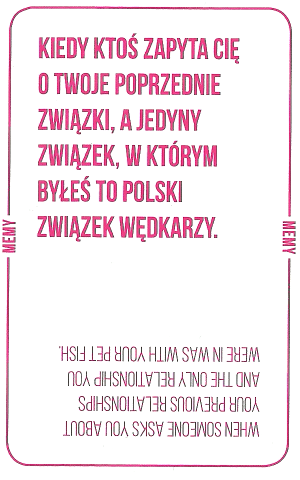 KIEDY KTOŚ ZAPYTA CIĘ
O TWOJE POPRZEDNIE
ZWIĄZKI, A JEDYNY
ZWIĄZEK, W KTÓRYM
BYŁEŚ TO POLSKI
ZWIĄZEK WĘDKARZY.
MEMY
MEMY
WHEN SOMEONE ASKS YOU ABOUT
YOUR PREVIOUS RELATIONSHIPS
AND THE ONLY RELATIONSHIP YOU
WERE IN WAS WITH YOUR PET FISH.